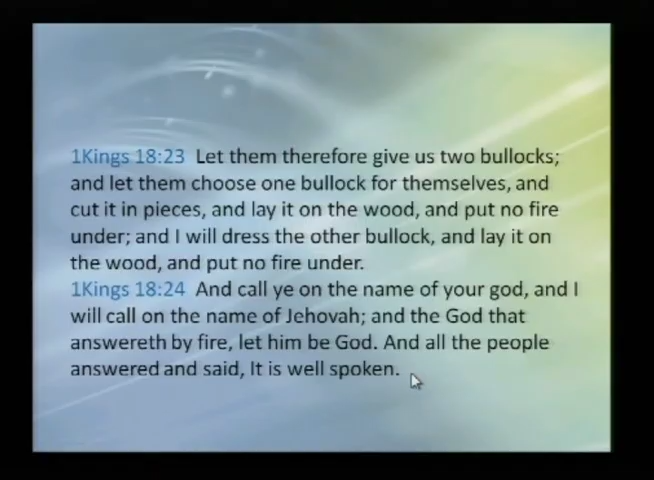 1Kings 18:23 Let them therefore give us two bullocks;
and let them choose one bullock for themselves, and
cut it in pieces, and lay it on the wood, and put no fire
under; and I will dress the other bullock, and lay it on
the wood, and put no fire under.
1Kings 18:24 And call ye on the name of your god, and I
will call on the name of Jehovah; and the God that
answereth by fire, let him be God. And all the people
answered and said, It is well spoken.